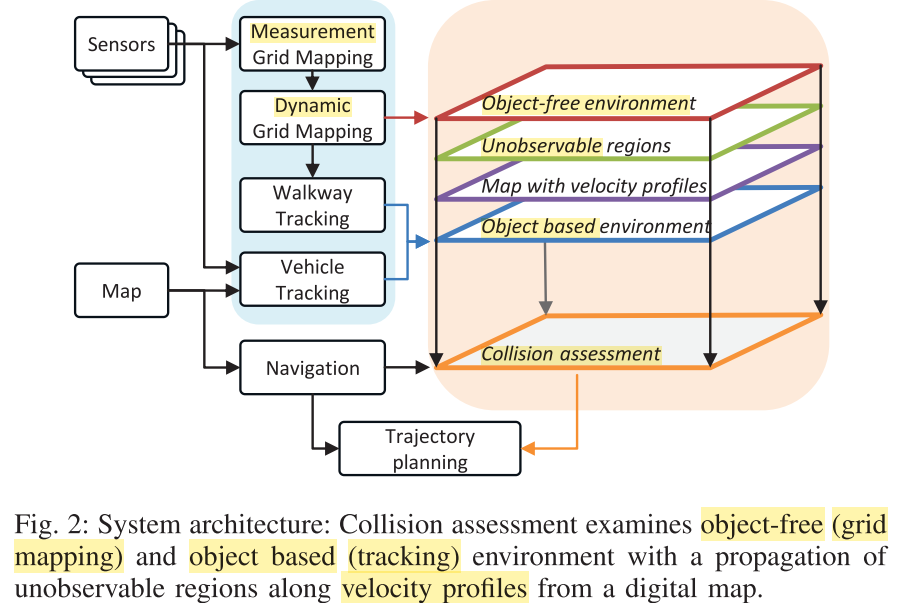 Sensors
Measurement
Grid Mapping
Dynamic
Grid Mapping
Walkway
Tracking
Vehicle
Tracking
Map
Navigation
Trajectory
planning
Object-free environment
Unobservable regions
Map with velocity profiles
Object based environment
Collision assessment
Fig. 2: System architecture: Collision assessment examines object-free (grid
mapping) and object based (tracking) environment with a propagation of
unobservable regions along velocity profiles from a digital map.